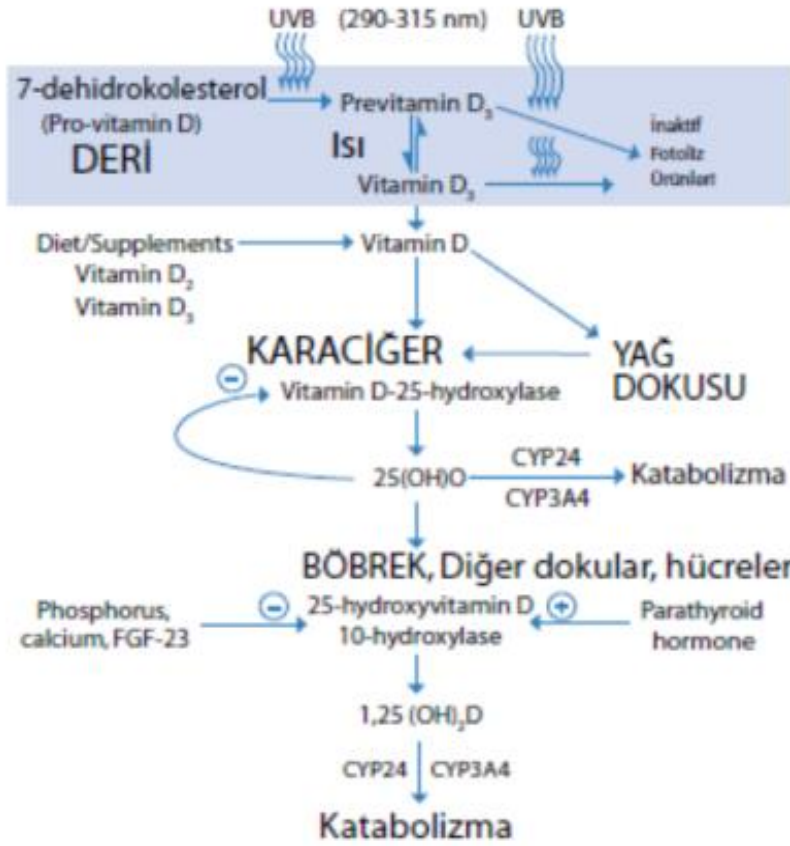 UVB (290-315 nm) UVB
7-dehidrokolesterol
(Pro-vitamin D)
DERİ
Previtamin D₃
Isı
Vitamin D₃
İnaktif
Fotoliz
Ürünleri
Diet/Supplements
Vitamin D₂
Vitamin D₃
Vitamin D
KARACİĞER
YAĞ
DOKUSU
− Vitamin D-25-hydroxylase
25(OH)O
CYP24
CYP3A4
Katabolizma
BÖBREK, Diğer dokular, hücreler
Phosphorus,
calcium, FGF-23
−
25-hydroxyvitamin D
10-hydroxylase
+
Parathyroid
hormone
1,25 (OH)₂D
CYP24 CYP3A4
Katabolizma